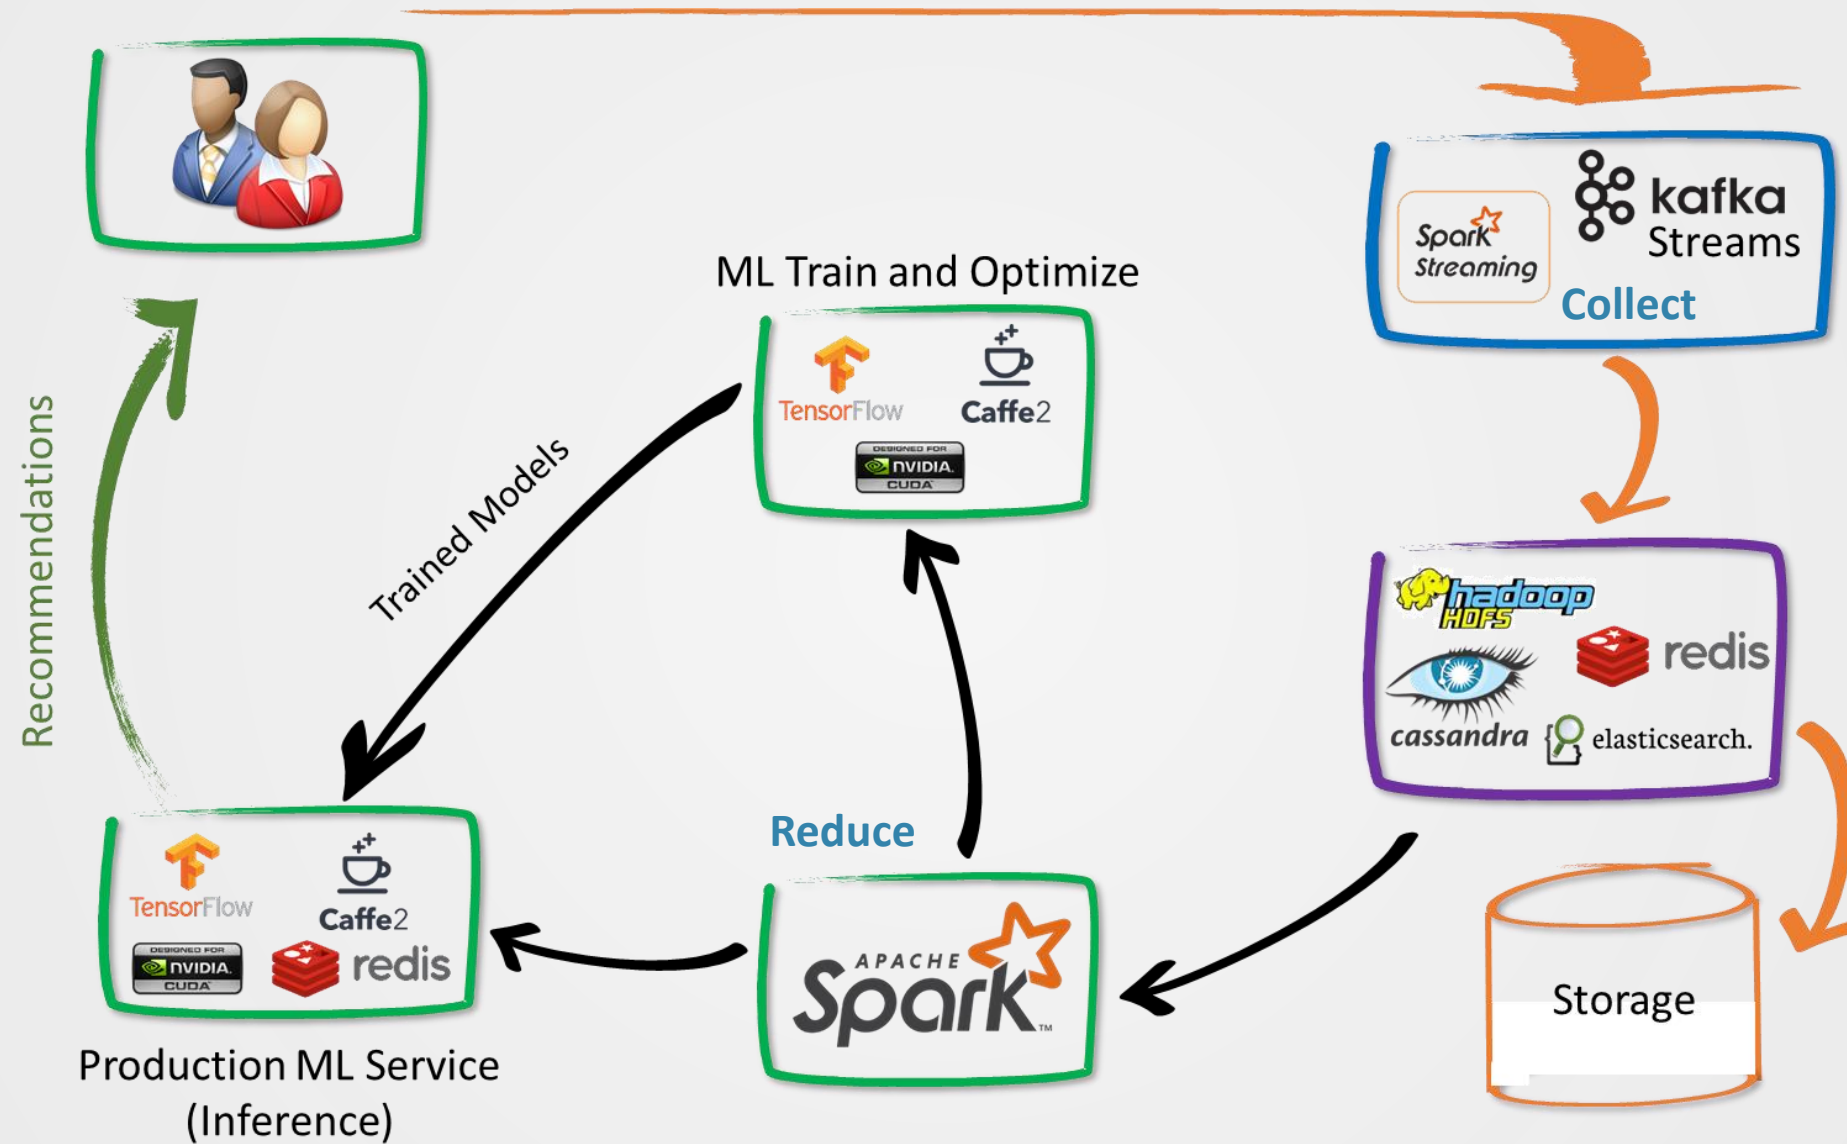 Spark
Streaming
kafka
Streams
Collect
ML Train and Optimize
TensorFlow
Caffe2
DESIGNED FOR
NVIDIA.
CUDA
Trained Models
Recommendations
hadoop
HDFS
redis
cassandra
elasticsearch.
Reduce
TensorFlow
Caffe2
DESIGNED FOR
NVIDIA.
CUDA
redis
APACHE
Spark™
Storage
Production ML Service
(Inference)